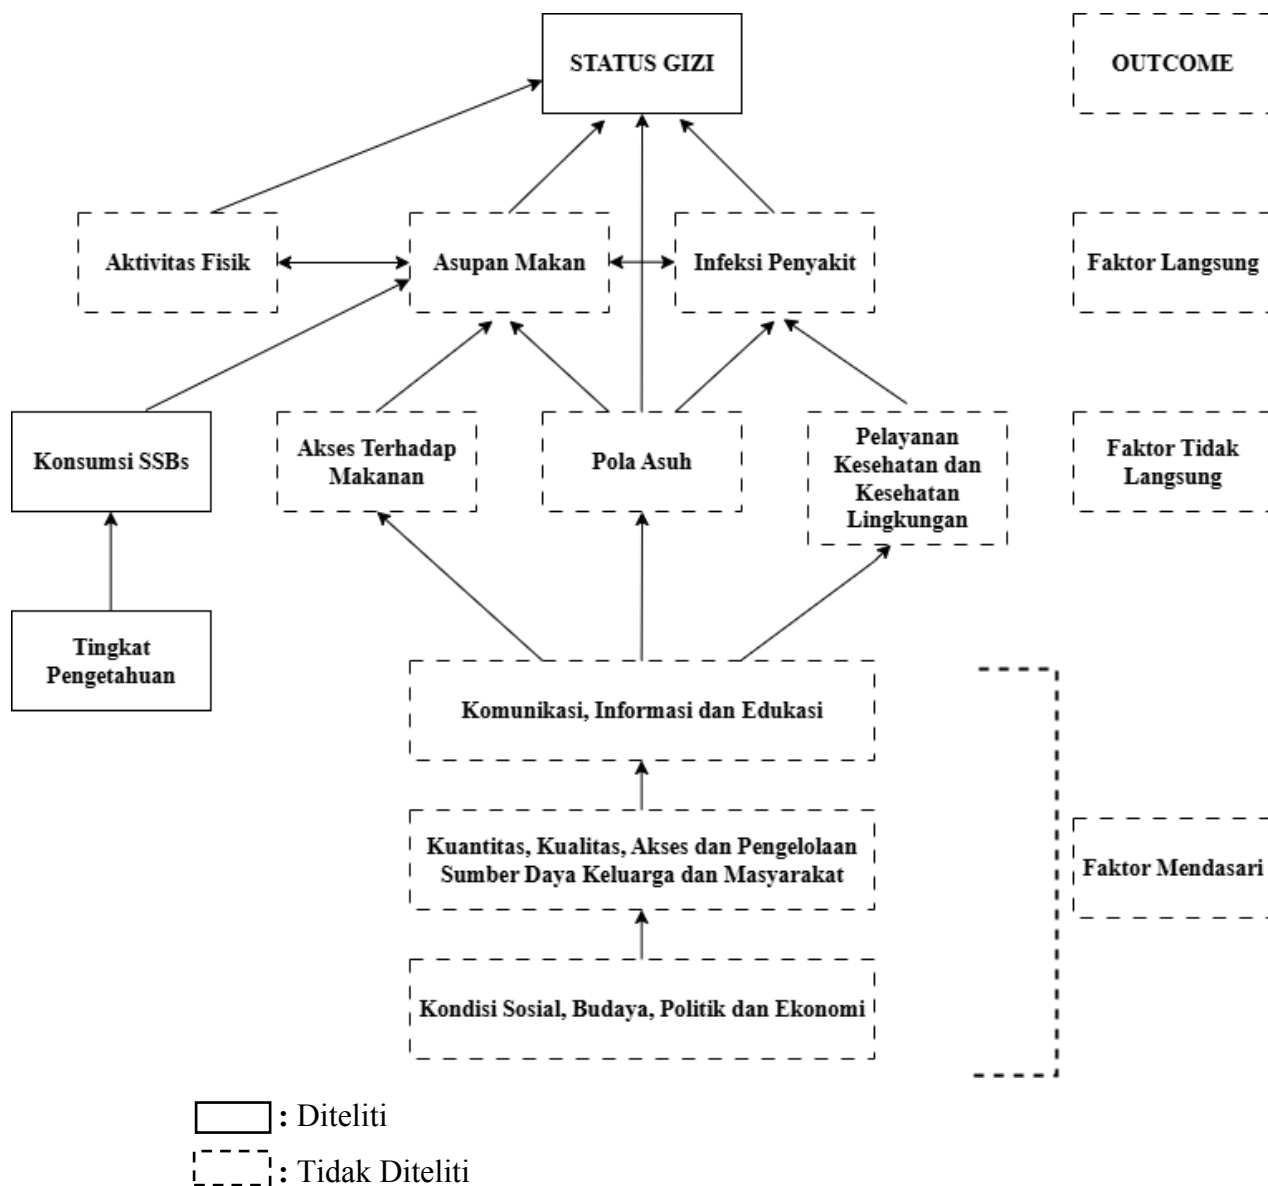 STATUS GIZI
OUTCOME
Aktivitas Fisik
Asupan Makan
Infeksi Penyakit
Faktor Langsung
Konsumsi SSBs
Akses Terhadap
Makanan
Pola Asuh
Pelayanan
Kesehatan dan
Kesehatan
Lingkungan
Faktor Tidak
Langsung
Tingkat
Pengetahuan
Komunikasi, Informasi dan Edukasi
Kuantitas, Kualitas, Akses dan Pengelolaan
Sumber Daya Keluarga dan Masyarakat
Faktor Mendasari
Kondisi Sosial, Budaya, Politik dan Ekonomi
: Diteliti
: Tidak Diteliti